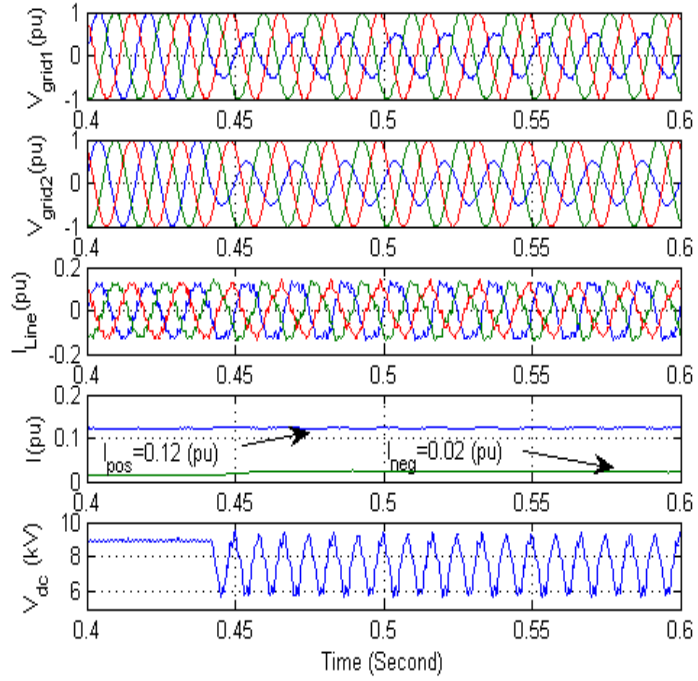 1
0
-1
V_grid1 (pu)
0.4 0.45 0.5 0.55 0.6
1
0
-1
V_grid2 (pu)
0.4 0.45 0.5 0.55 0.6
0.2
0
-0.2
I_Line (pu)
0.4 0.45 0.5 0.55 0.6
0.2
0.1
0
I (pu)
I_pos=0.12 (pu)
I_neg=0.02 (pu)
0.4 0.45 0.5 0.55 0.6
10
8
6
V_dc (kV)
0.4 0.45 0.5 0.55 0.6
Time (Second)